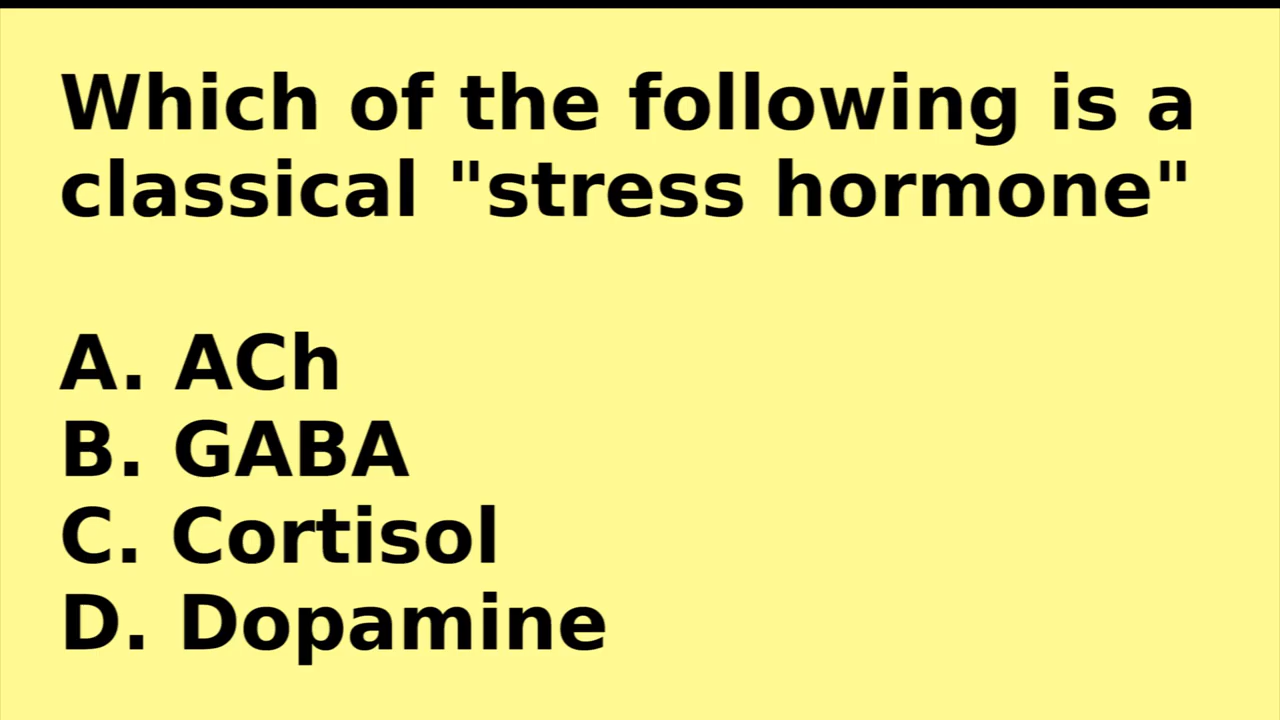 Which of the following is a
classical "stress hormone"
A. ACh
B. GABA
C. Cortisol
D. Dopamine